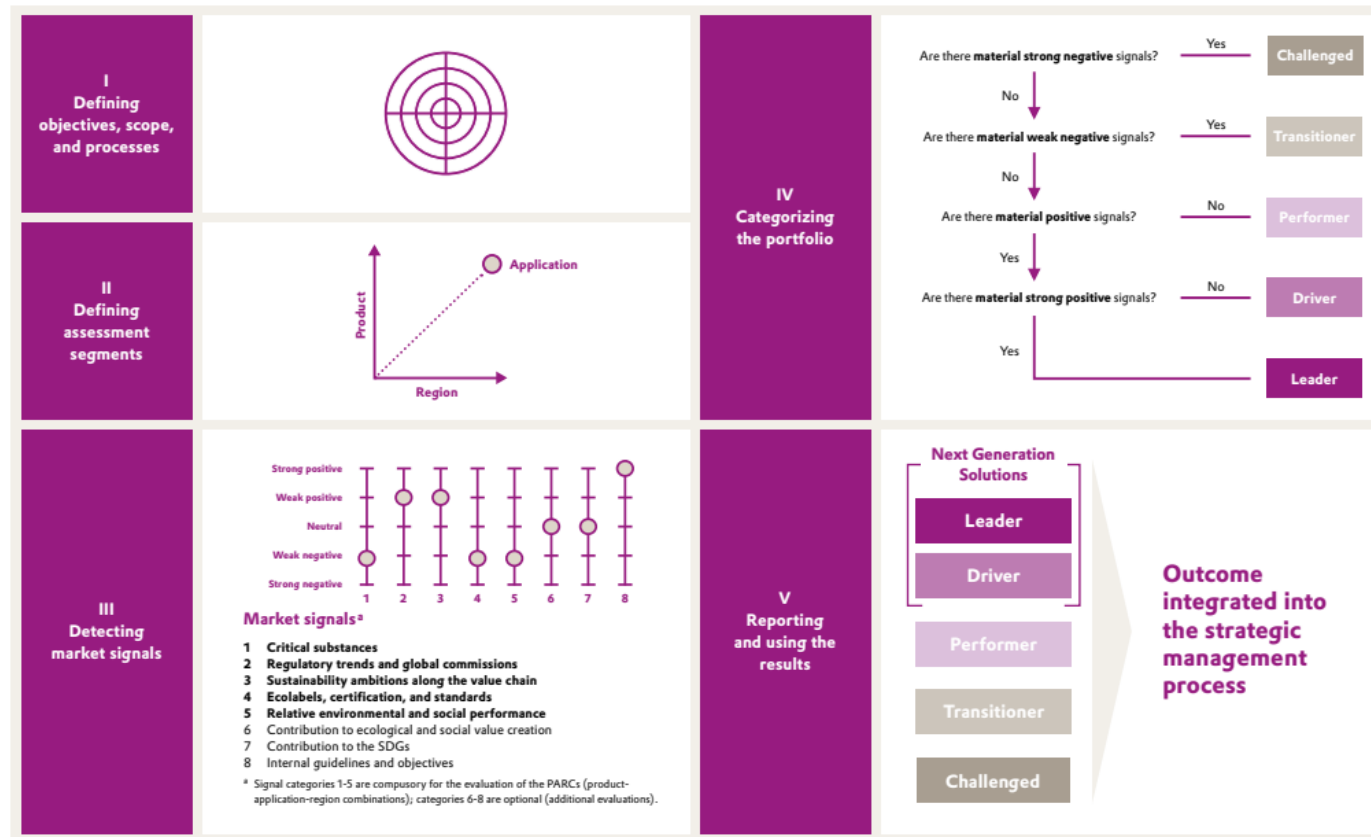 I
Defining
objectives, scope,
and processes
II
Defining
assessment
segments
Product
Application
Region
III
Detecting
market signals
Strong positive
Weak positive
Neutral
Weak negative
Strong negative
1 2 3 4 5 6 7 8
Market signals ª
1 Critical substances
2 Regulatory trends and global commissions
3 Sustainability ambitions along the value chain
4 Ecolabels, certification, and standards
5 Relative environmental and social performance
6 Contribution to ecological and social value creation
7 Contribution to the SDGs
8 Internal guidelines and objectives
ª Signal categories 1-5 are compusory for the evaluation of the PARCs (product-
application-region combinations); categories 6-8 are optional (additional evaluations).
IV
Categorizing
the portfolio
Are there material strong negative signals?
Yes
Challenged
No
Are there material weak negative signals?
Yes
Transitioner
No
Are there material positive signals?
No
Performer
Yes
Are there material strong positive signals?
No
Driver
Yes
Leader
V
Reporting
and using the
results
Next Generation
Solutions
Leader
Driver
Performer
Transitioner
Challenged
Outcome
integrated into
the strategic
management
process